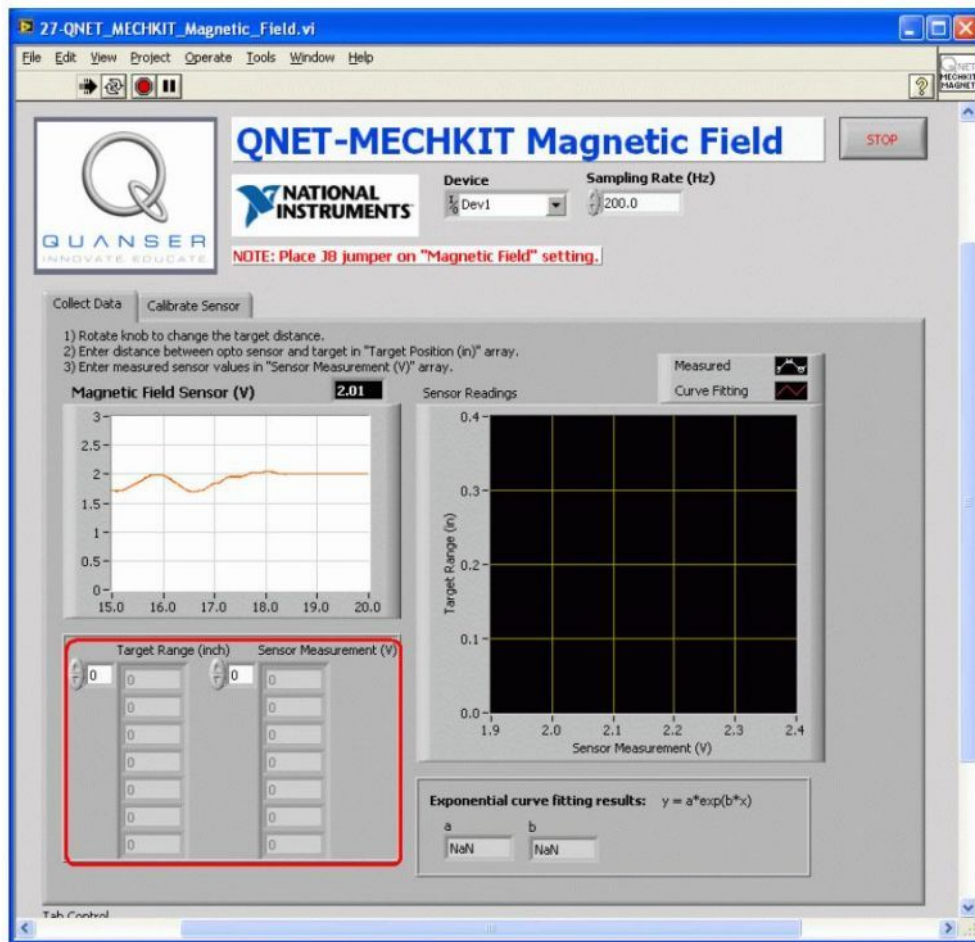 27-QNET_MECHKIT_Magnetic_Field.vi
File Edit View Project Operate Tools Window Help
QNET
MECHKIT
MAGNET
QNET-MECHKIT Magnetic Field
STOP
QUANSER
INNOVATE EDUCATE
NATIONAL
INSTRUMENTS
Device
Dev1
Sampling Rate (Hz)
200.0
NOTE: Place J8 jumper on "Magnetic Field" setting.
Collect Data Calibrate Sensor
1) Rotate knob to change the target distance.
2) Enter distance between opto sensor and target in "Target Position (in)" array.
3) Enter measured sensor values in "Sensor Measurement (V)" array.
Magnetic Field Sensor (V) 2.01
3
2.5
2
1.5
1
0.5
0
15.0 16.0 17.0 18.0 19.0 20.0
Sensor Readings
Measured
Curve Fitting
Target Range (in)
0.4
0.3
0.2
0.1
0.0
1.9 2.0 2.1 2.2 2.3 2.4
Sensor Measurement (V)
Target Range (inch) Sensor Measurement (V)
0 0 0 0
0 0
0 0
0 0
0 0
0 0
0 0
Exponential curve fitting results: y = a*exp(b*x)
a b
NaN NaN
Tab Control